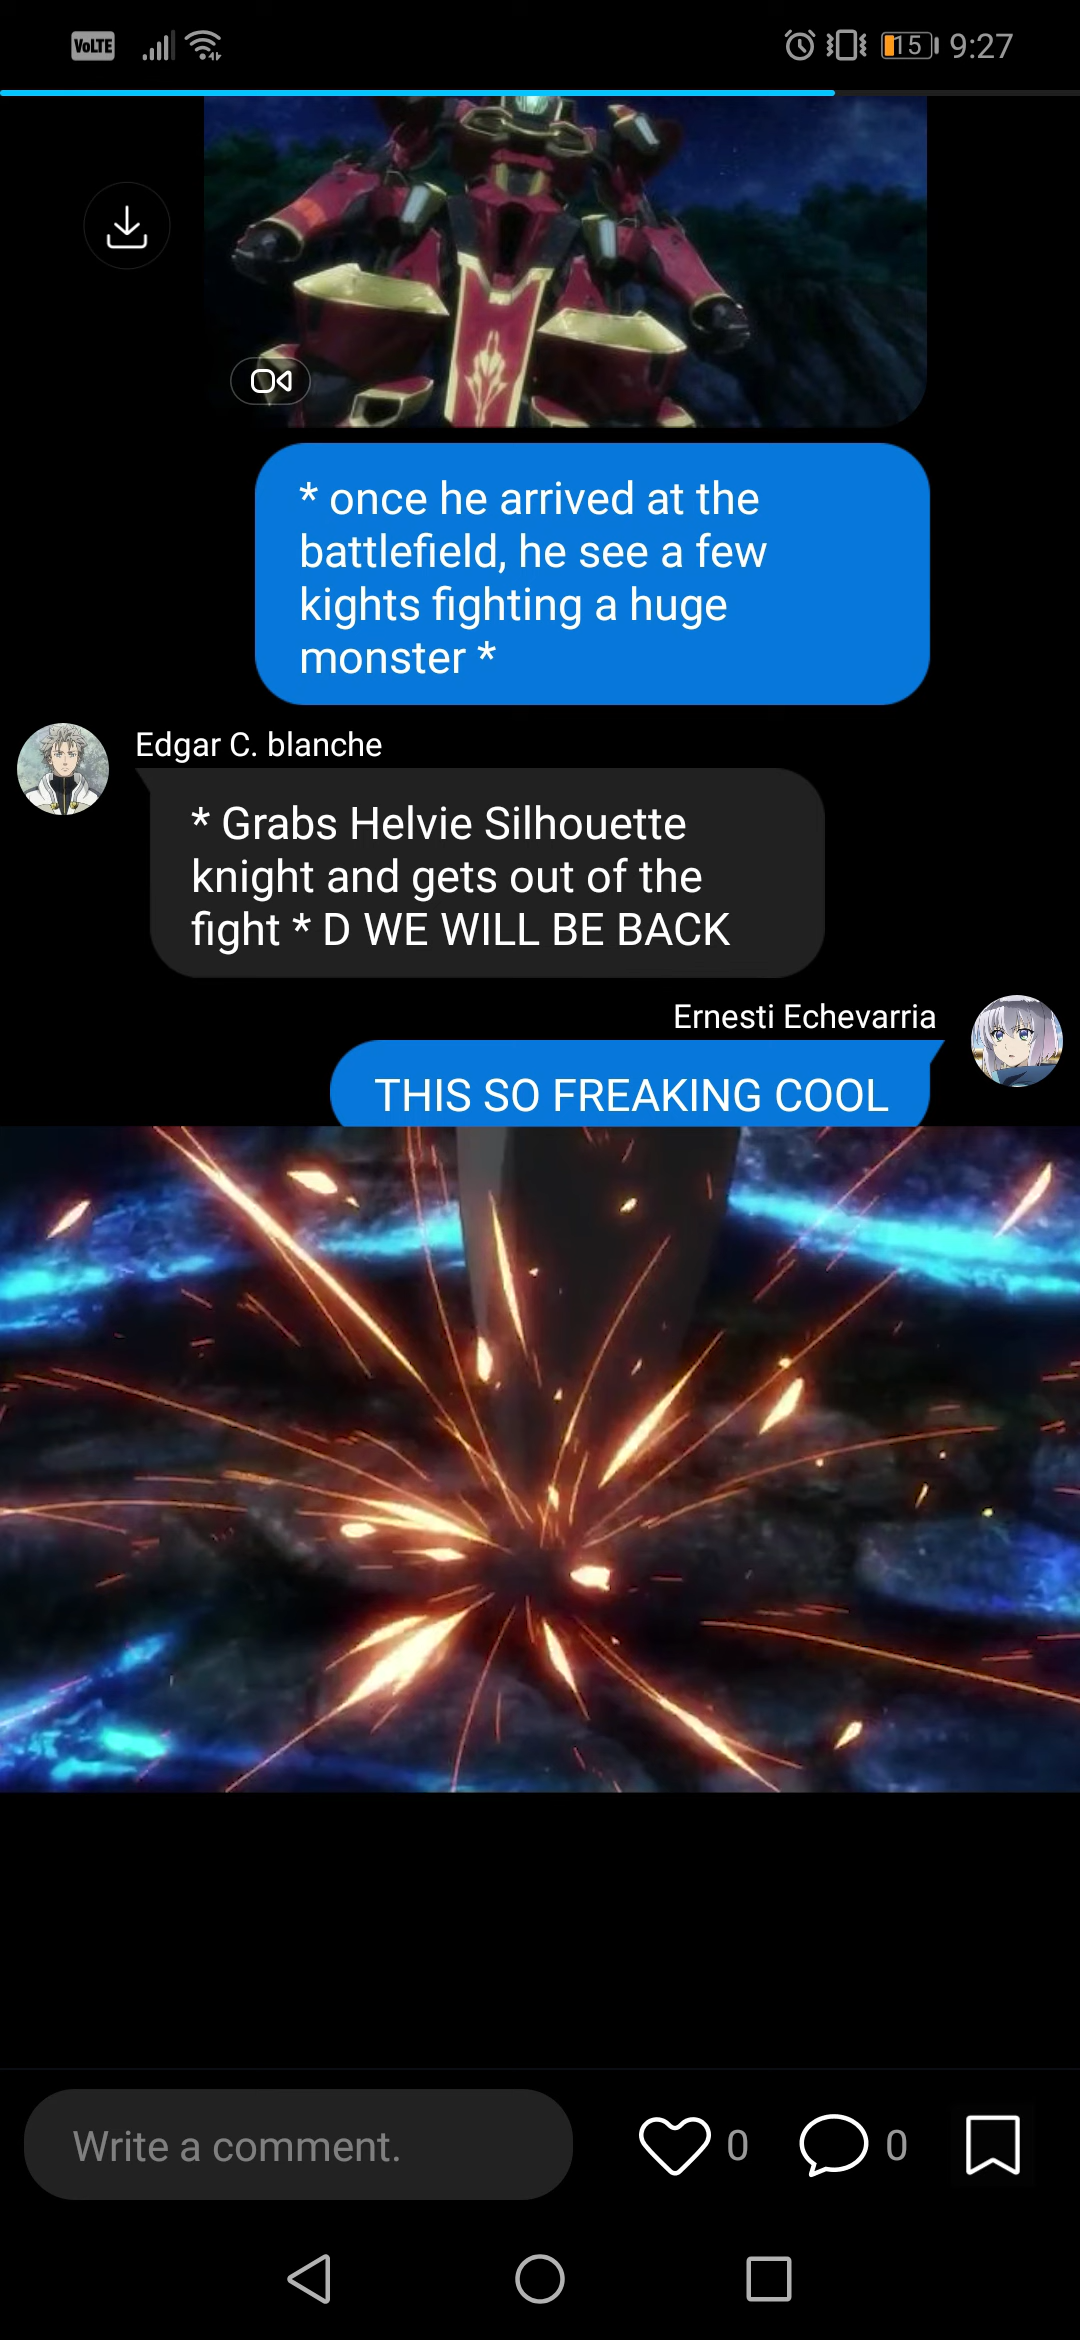 VoLTE
15 9:27
* once he arrived at the
battlefield, he see a few
kights fighting a huge
monster *
Edgar C. blanche
* Grabs Helvie Silhouette
knight and gets out of the
fight * D WE WILL BE BACK
Ernesti Echevarria
THIS SO FREAKING COOL
Write a comment.
0
0